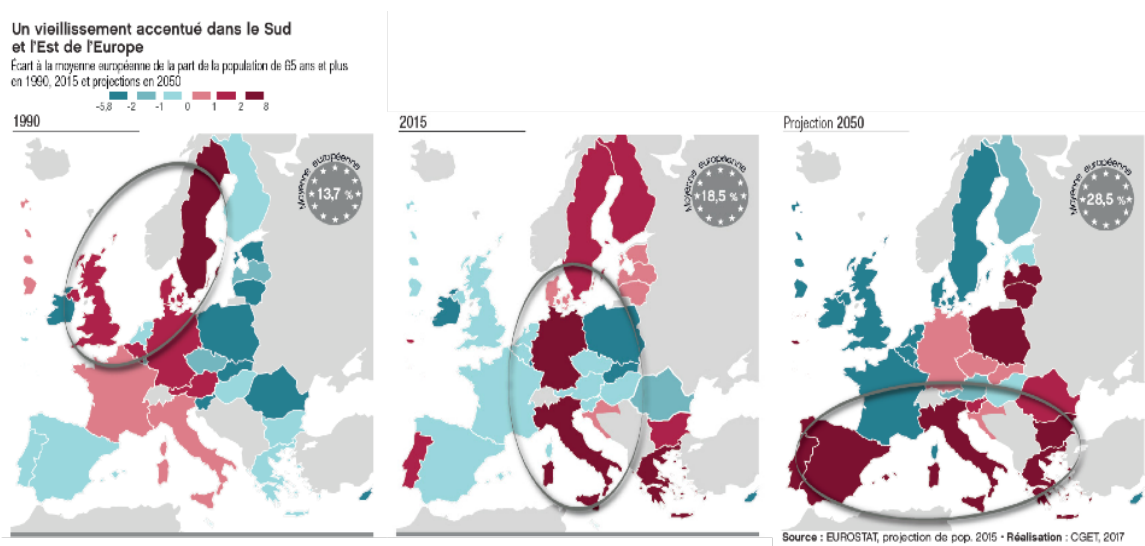 Un vieillissement accentué dans le Sud
et l'Est de l'Europe
Écart à la moyenne européenne de la part de la population de 65 ans et plus
en 1990, 2015 et projections en 2050
-5,8 -2 -1 0 1 2 8
1990
Moyenne européenne
13,7 %
2015
Moyenne européenne
18,5 %
Projection 2050
Moyenne européenne
28,5 %
Source : EUROSTAT, projection de pop. 2015 • Réalisation : CGET, 2017